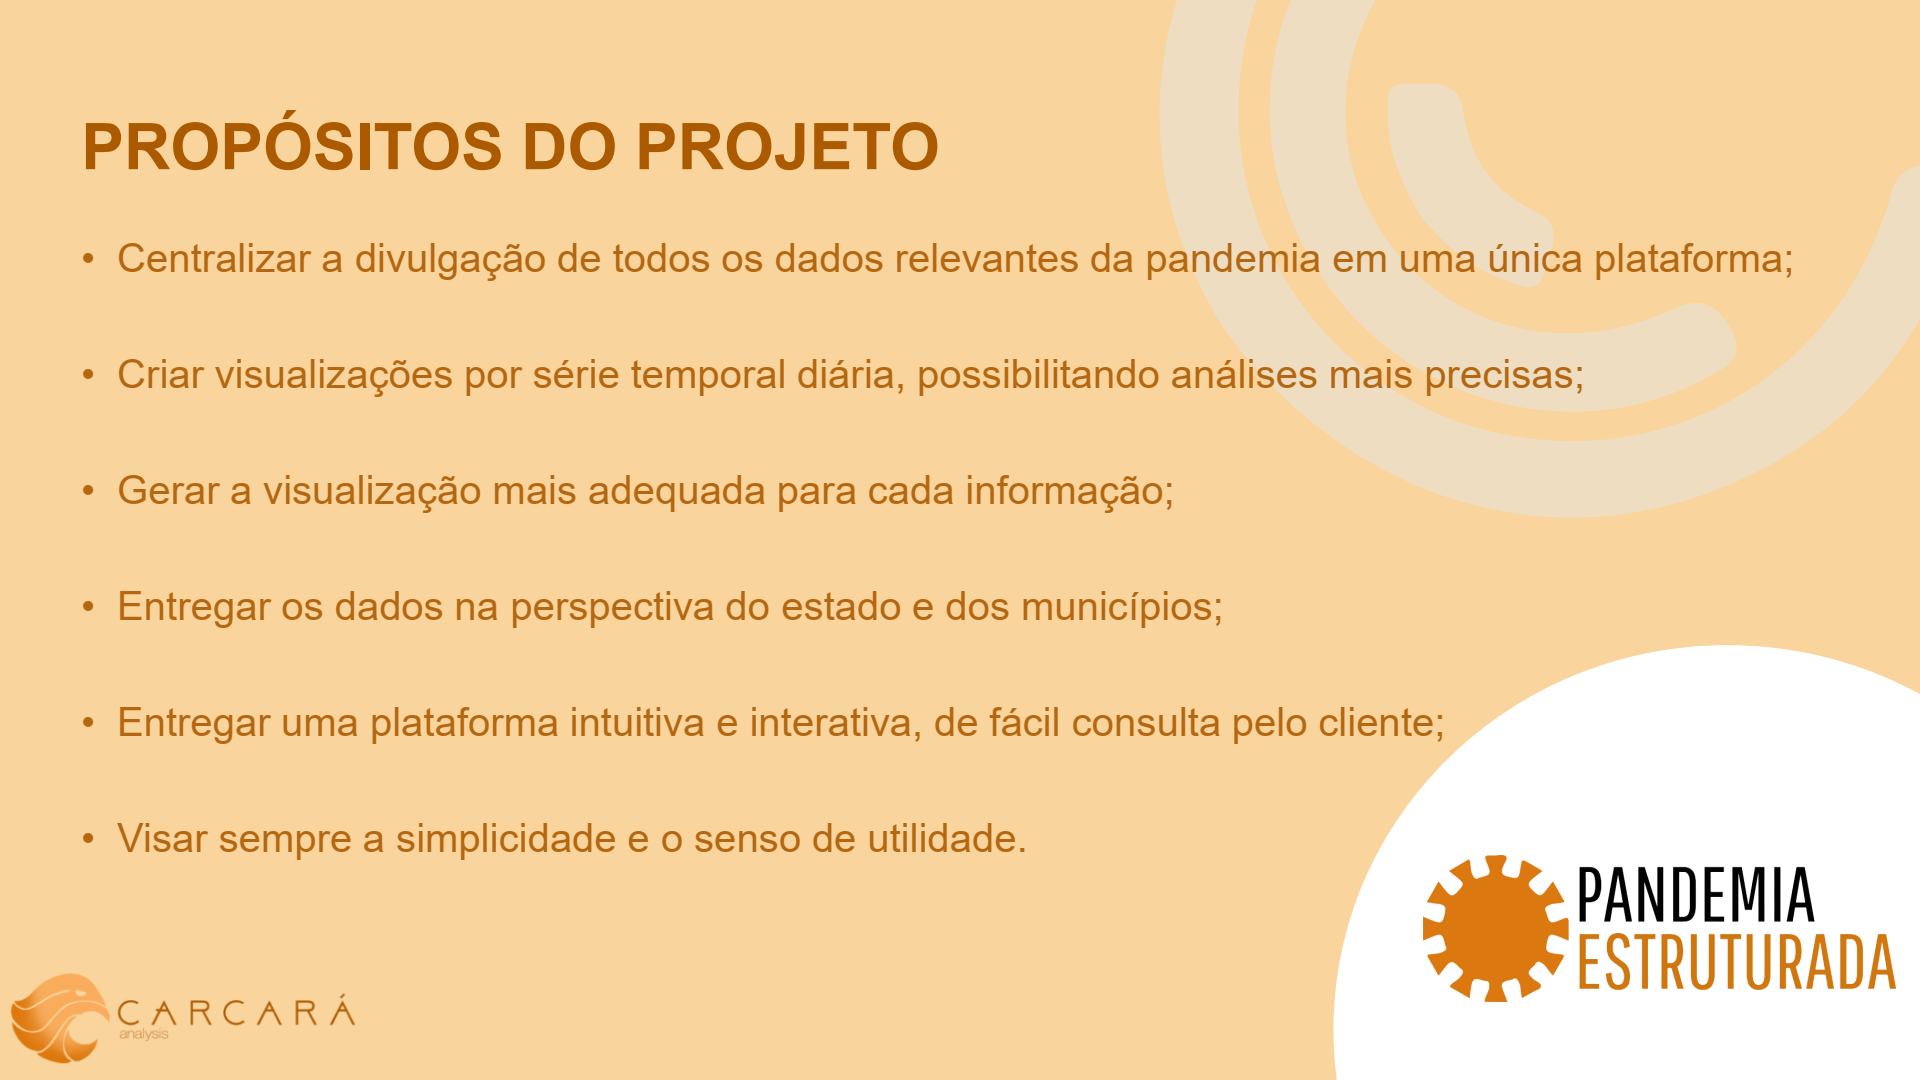 PROPÓSITOS DO PROJETO
• Centralizar a divulgação de todos os dados relevantes da pandemia em uma única plataforma;
• Criar visualizações por série temporal diária, possibilitando análises mais precisas;
• Gerar a visualização mais adequada para cada informação;
• Entregar os dados na perspectiva do estado e dos municípios;
• Entregar uma plataforma intuitiva e interativa, de fácil consulta pelo cliente;
• Visar sempre a simplicidade e o senso de utilidade.
PANDEMIA
ESTRUTURADA
CARCARÁ
analysis